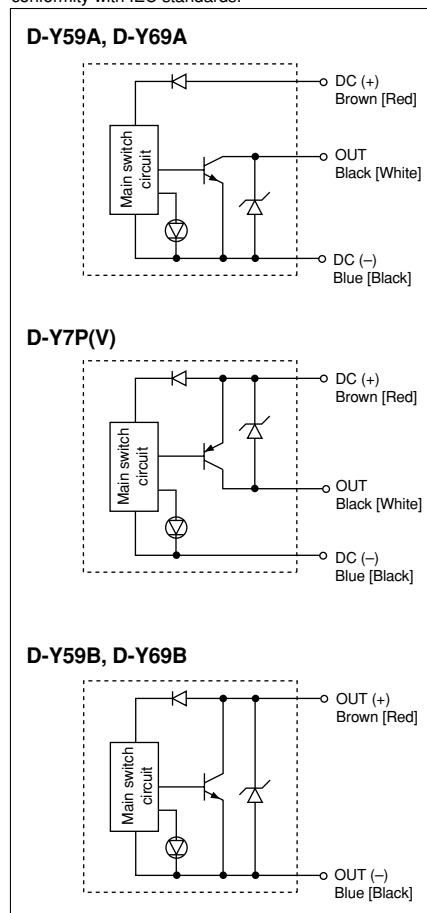 conformity with IEC standards.
D-Y59A, D-Y69A
DC (+)
Brown [Red]
Main switch
circuit
OUT
Black [White]
DC (–)
Blue [Black]
D-Y7P(V)
DC (+)
Brown [Red]
Main switch
circuit
OUT
Black [White]
DC (–)
Blue [Black]
D-Y59B, D-Y69B
OUT (+)
Brown [Red]
Main switch
circuit
OUT (–)
Blue [Black]